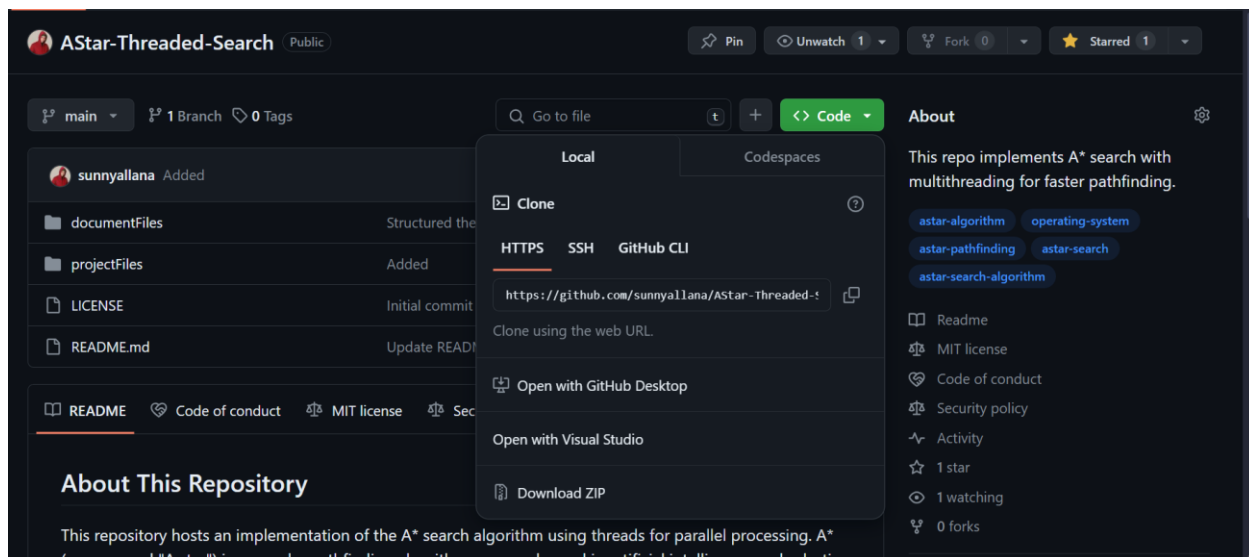 AStar-Threaded-Search Public
Pin
Unwatch 1
Fork 0
Starred 1
main
1 Branch
0 Tags
Go to file
t
Code
sunnyallana Added
documentFiles Structured the
projectFiles Added
LICENSE Initial commit
README.md Update
README
Code of conduct
MIT license
About This Repository
This repository hosts an implementation of the A* search algorithm using threads for parallel processing. A*
Local
Codespaces
Clone
HTTPS
SSH
GitHub CLI
https://github.com/sunnyallana/AStar-Threaded-
Clone using the web URL.
Open with GitHub Desktop
Open with Visual Studio
Download ZIP
About
This repo implements A* search with
multithreading for faster pathfinding.
astar-algorithm operating-system
astar-pathfinding astar-search
astar-search-algorithm
Readme
MIT license
Code of conduct
Security policy
Activity
1 star
1 watching
0 forks